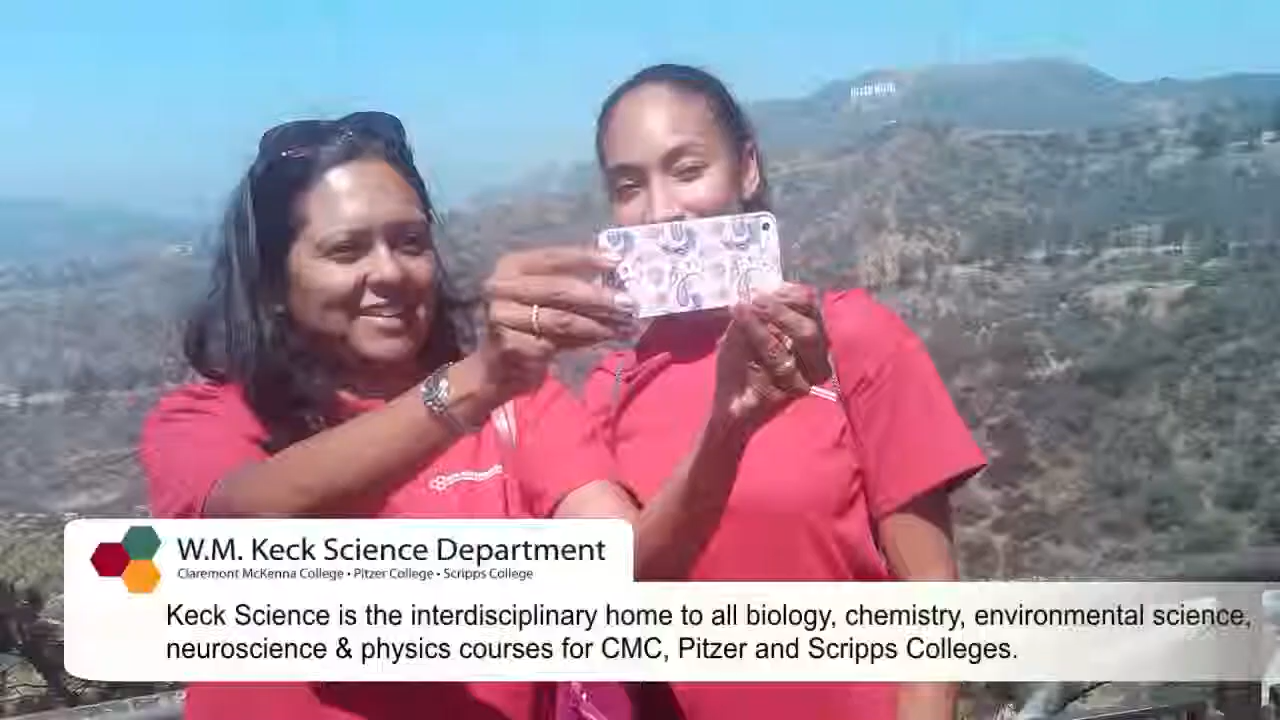 W.M. Keck Science Department
Claremont McKenna College • Pitzer College • Scripps College
Keck Science is the interdisciplinary home to all biology, chemistry, environmental science,
neuroscience & physics courses for CMC, Pitzer and Scripps Colleges.